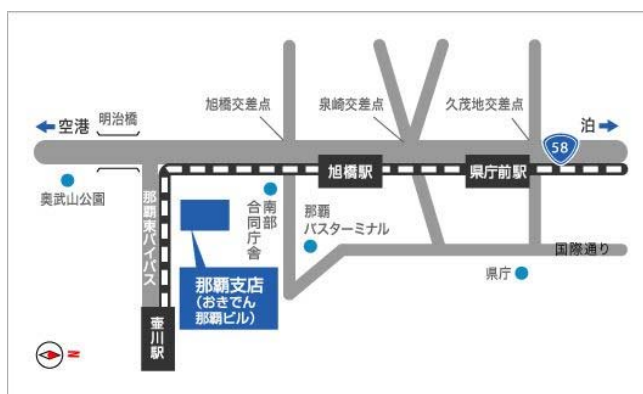 旭橋交差点
泉崎交差点
久茂地交差点
空港
明治橋
泊
58
奥武山公園
那覇東バイパス
旭橋駅
県庁前駅
南部
合同庁舎
那覇
バスターミナル
国際通り
県庁
那覇支店
(おきでん
那覇ビル)
壷川駅
N